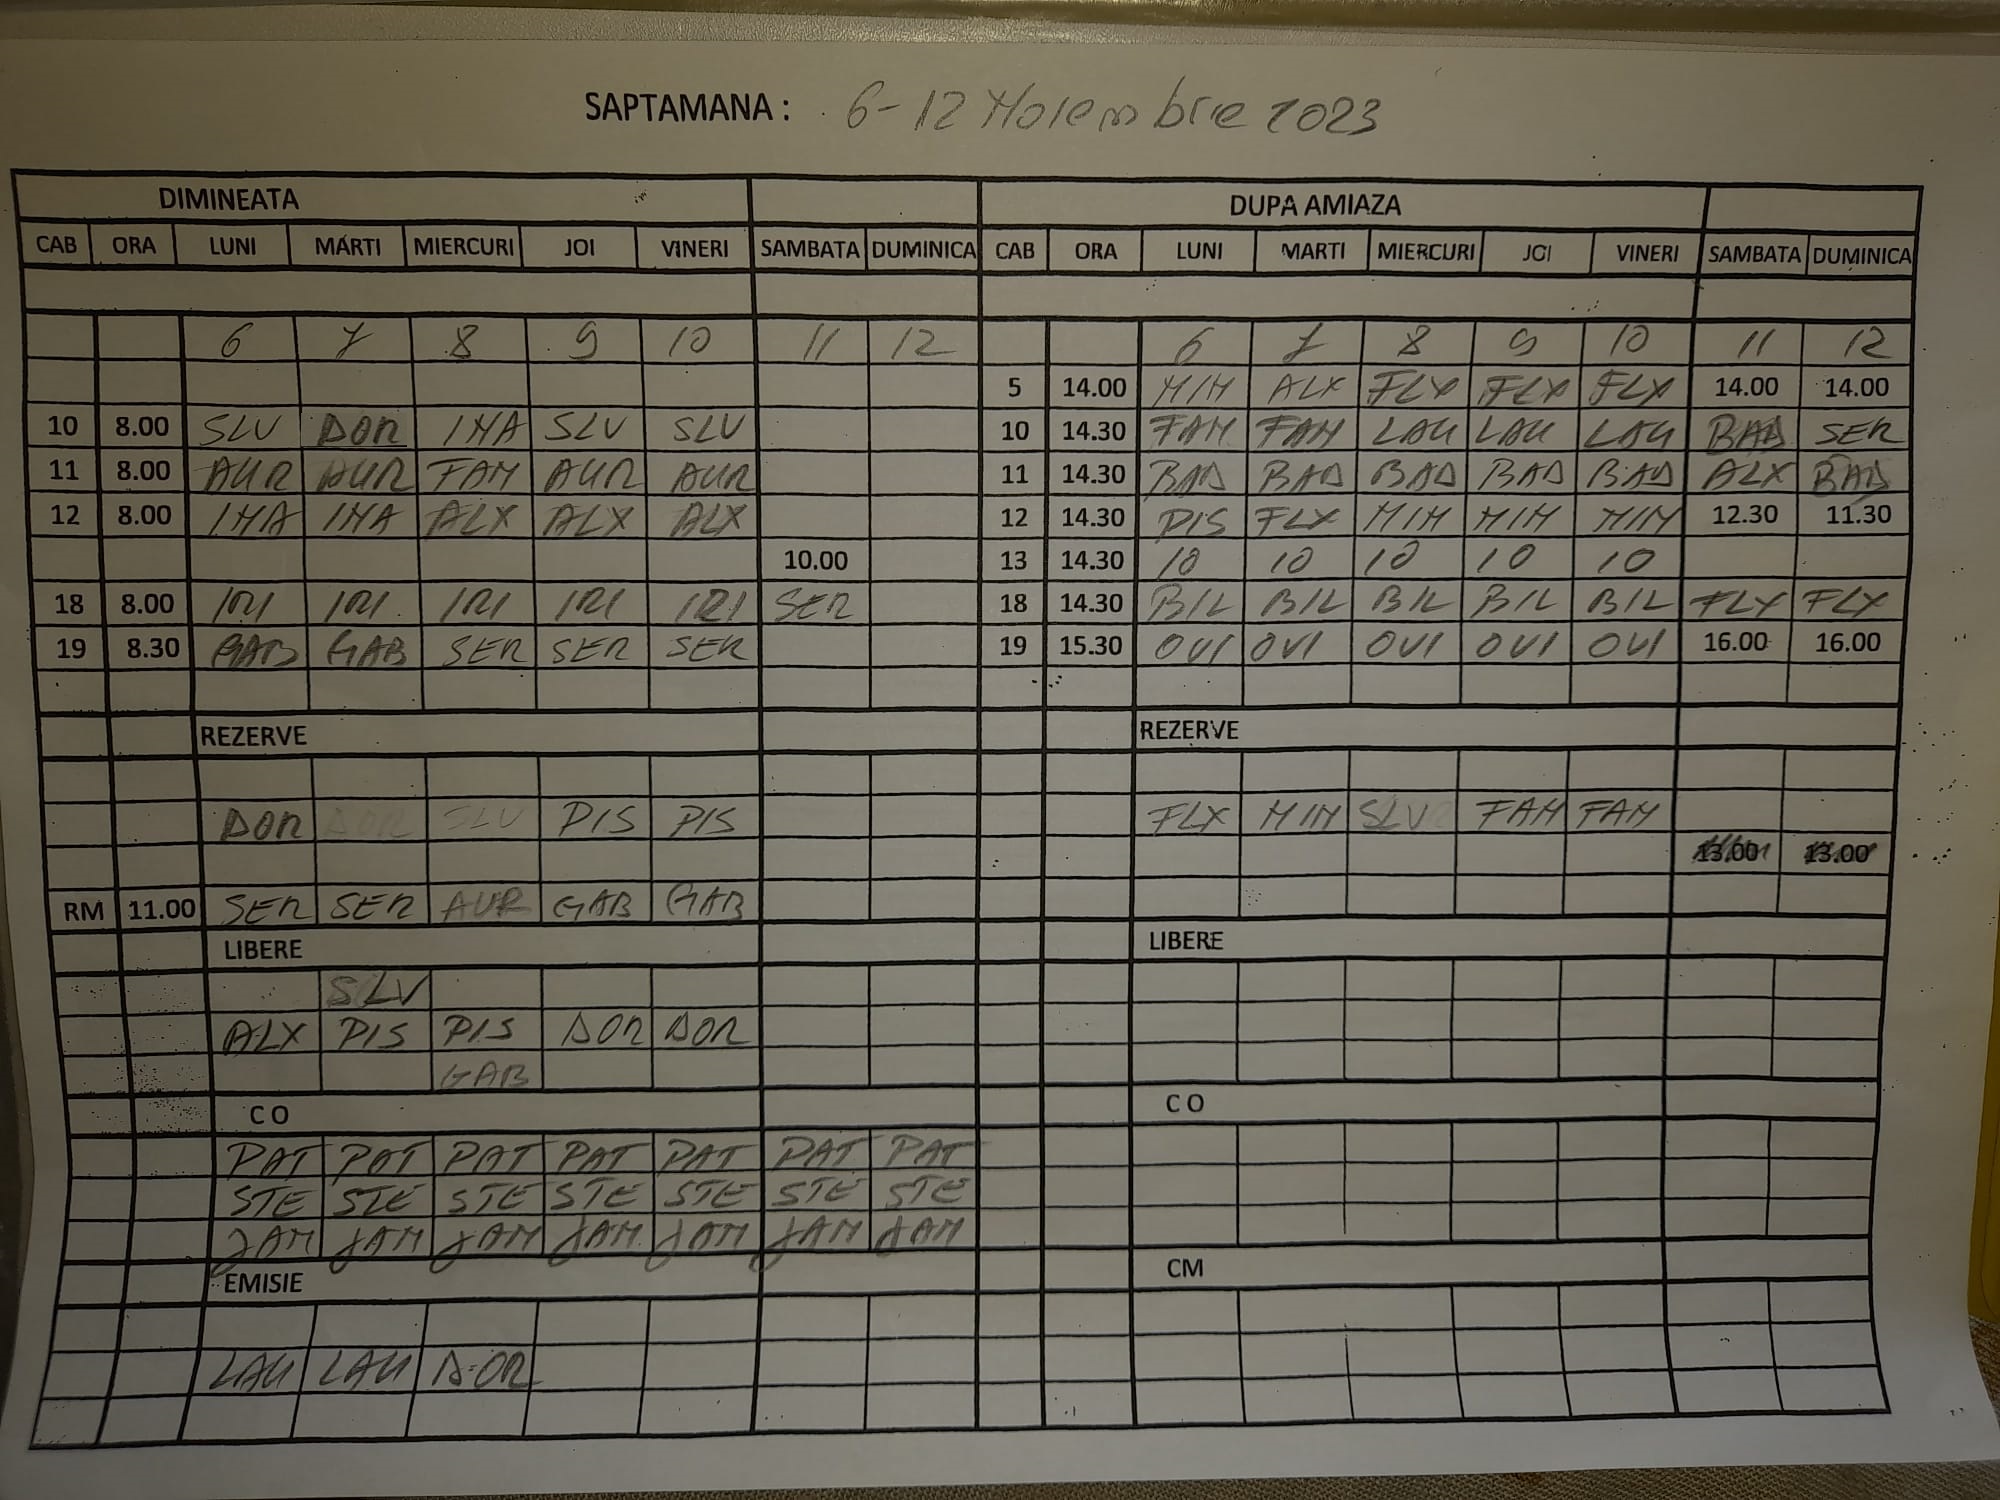 SAPTAMANA : 6-12 Noiembrie 2023
DIMINEATA DUPA AMIAZA
CAB ORA LUNI MARTI MIERCURI JOI VINERI SAMBATA DUMINICA CAB ORA LUNI MARTI MIERCURI JOI VINERI SAMBATA DUMINICA
6 7 8 9 10 11 12 6 7 8 9 10 11 12
5 14.00 MIM ALX FLX FLX FLX 14.00 14.00
10 8.00 SLV DOR INA SLV SLV 10 14.30 FAM FAM LAU LAU LAU BAD SER
11 8.00 AUR AUR FAM AUR AUR 11 14.30 BAD BAD BAD BAD BAD ALX BAD
12 8.00 INA INA ALX ALX ALX 12 14.30 PIS FLX MIM MIM MIM 12.30 11.30
10.00 13 14.30 10 10 10 10 10
18 8.00 IRI IRI IRI IRI IRI SER 18 14.30 BIL BIL BIL BIL BIL FLX FLX
19 8.30 GAB GAB SER SER SER 19 15.30 OVI OVI OVI OVI OVI 16.00 16.00
REZERVE REZERVE
DOR DOR SLV PIS PIS FLX MIM SLV FAM FAM
13.00 13.00
RM 11.00 SER SER AUR GAB GAB
LIBERE LIBERE
SLV
ALX PIS PIS DOR DOR
GAB
C O C O
PAT PAT PAT PAT PAT PAT PAT
STE STE STE STE STE STE STE
JAM JAM JAM JAM JAM JAM JAM
EMISIE CM
LAU LAU DOR